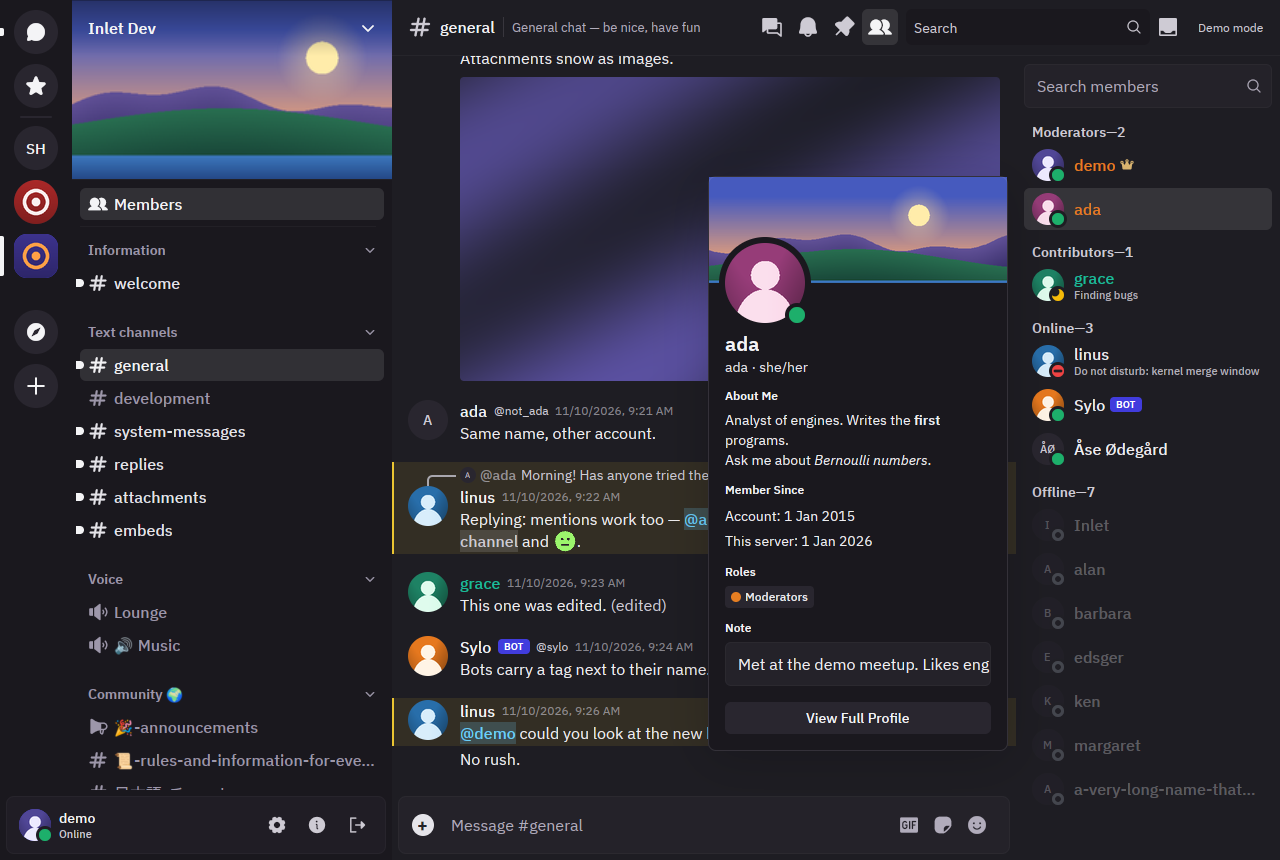 Inlet Dev
SH
Members
Information
welcome
Text channels
general
development
system-messages
replies
attachments
embeds
Voice
Lounge
🔊 Music
Community 🌍
🎉-announcements
📜-rules-and-information-for-eve...
demo
Online
general
General chat — be nice, have fun
Search
Demo mode
Attachments show as images.
A
ada @not_ada 11/10/2026, 9:21 AM
Same name, other account.
A @ada Morning! Has anyone tried the
linus 11/10/2026, 9:22 AM
Replying: mentions work too — @a
channel and 😐.
grace 11/10/2026, 9:23 AM
This one was edited. (edited)
Sylo BOT @sylo 11/10/2026, 9:24 AM
Bots carry a tag next to their name.
linus 11/10/2026, 9:26 AM
@demo could you look at the new
No rush.
Message #general
GIF
ada
ada · she/her
About Me
Analyst of engines. Writes the first
programs.
Ask me about Bernoulli numbers.
Member Since
Account: 1 Jan 2015
This server: 1 Jan 2026
Roles
Moderators
Note
Met at the demo meetup. Likes eng
View Full Profile
Search members
Moderators—2
demo
ada
Contributors—1
grace
Finding bugs
Online—3
linus
Do not disturb: kernel merge window
Sylo BOT
ÅØ
Åse Ødegård
Offline—7
I
Inlet
A
alan
B
barbara
E
edsger
K
ken
M
margaret
A
a-very-long-name-that...